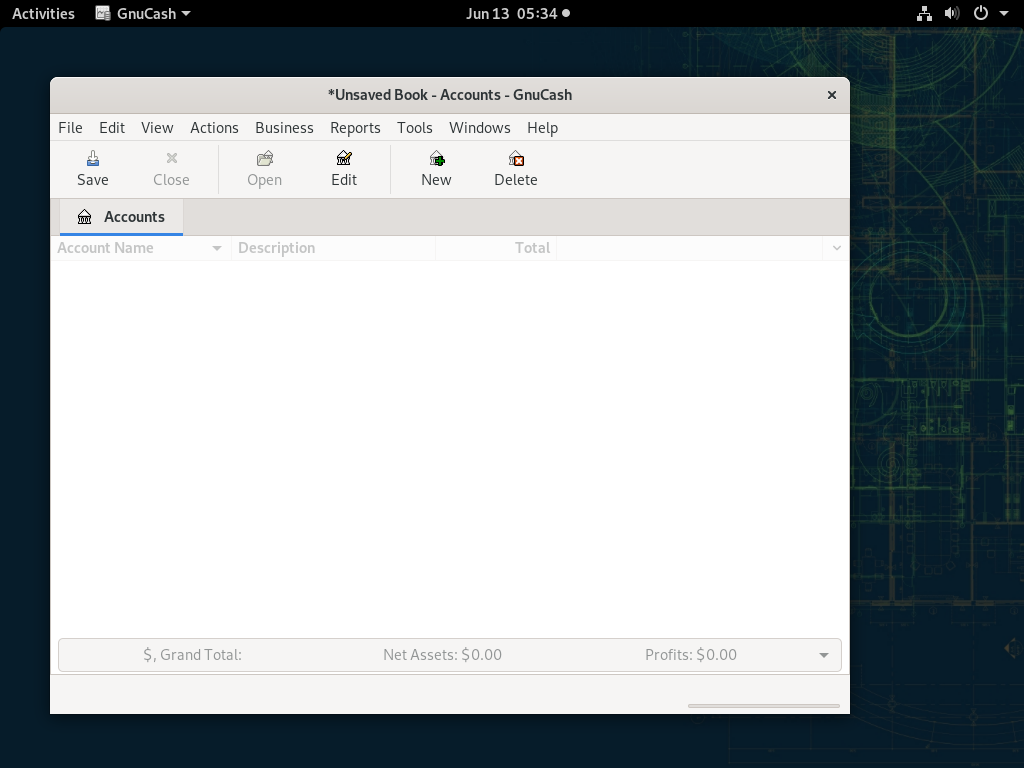 Activities GnuCash Jun 13 05:34
*Unsaved Book - Accounts - GnuCash
File Edit View Actions Business Reports Tools Windows Help
Save Close Open Edit New Delete
Accounts
Account Name Description Total
$, Grand Total: Net Assets: $0.00 Profits: $0.00